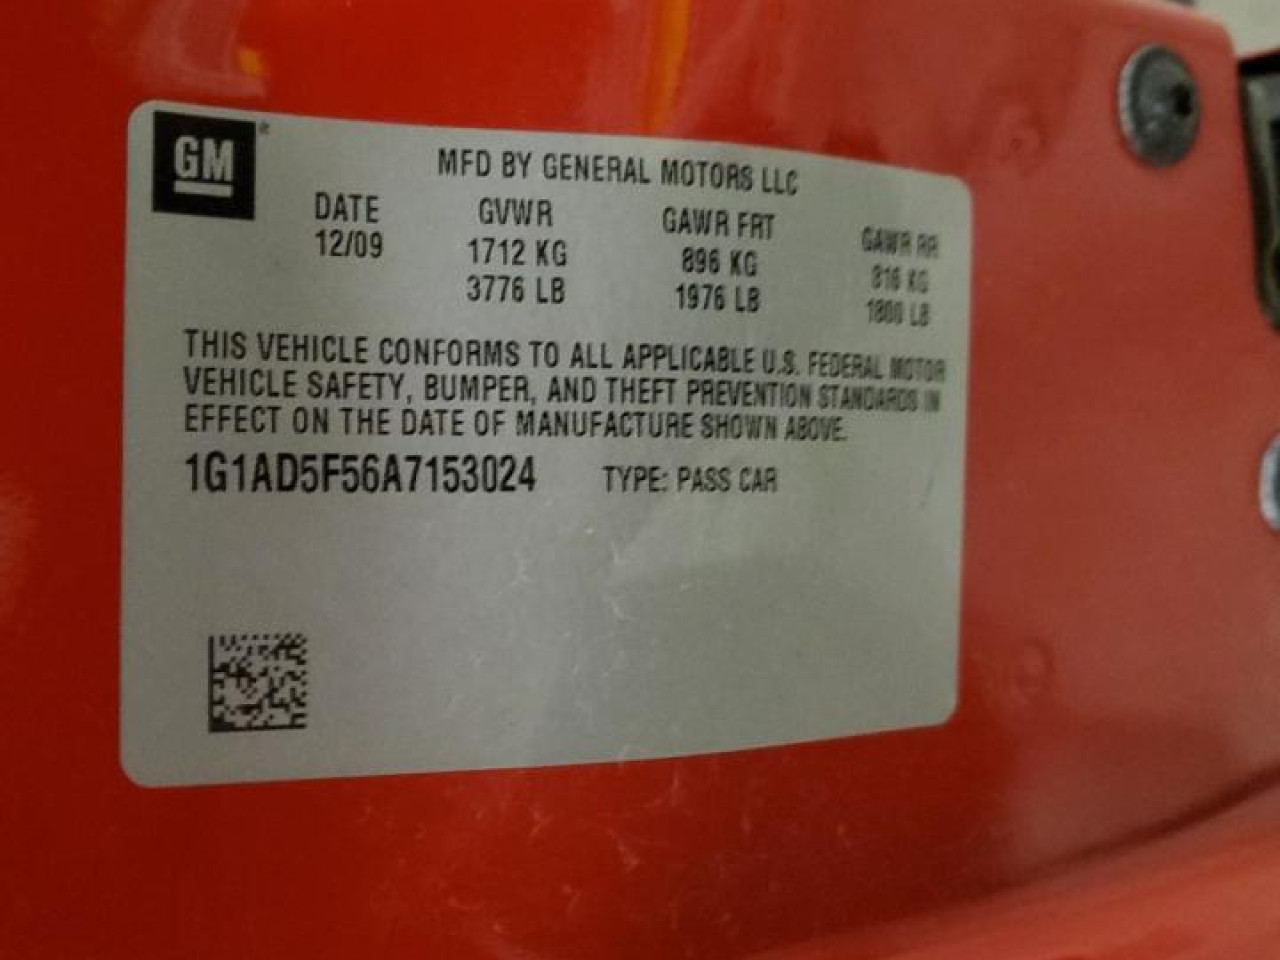 GM®
MFD BY GENERAL MOTORS LLC
DATE GVWR GAWR FRT GAWR RR
12/09 1712 KG 896 KG 816 KG
3776 LB 1976 LB 1800 LB
THIS VEHICLE CONFORMS TO ALL APPLICABLE U.S. FEDERAL MOTOR
VEHICLE SAFETY, BUMPER, AND THEFT PREVENTION STANDARDS IN
EFFECT ON THE DATE OF MANUFACTURE SHOWN ABOVE.
1G1AD5F56A7153024 TYPE: PASS CAR